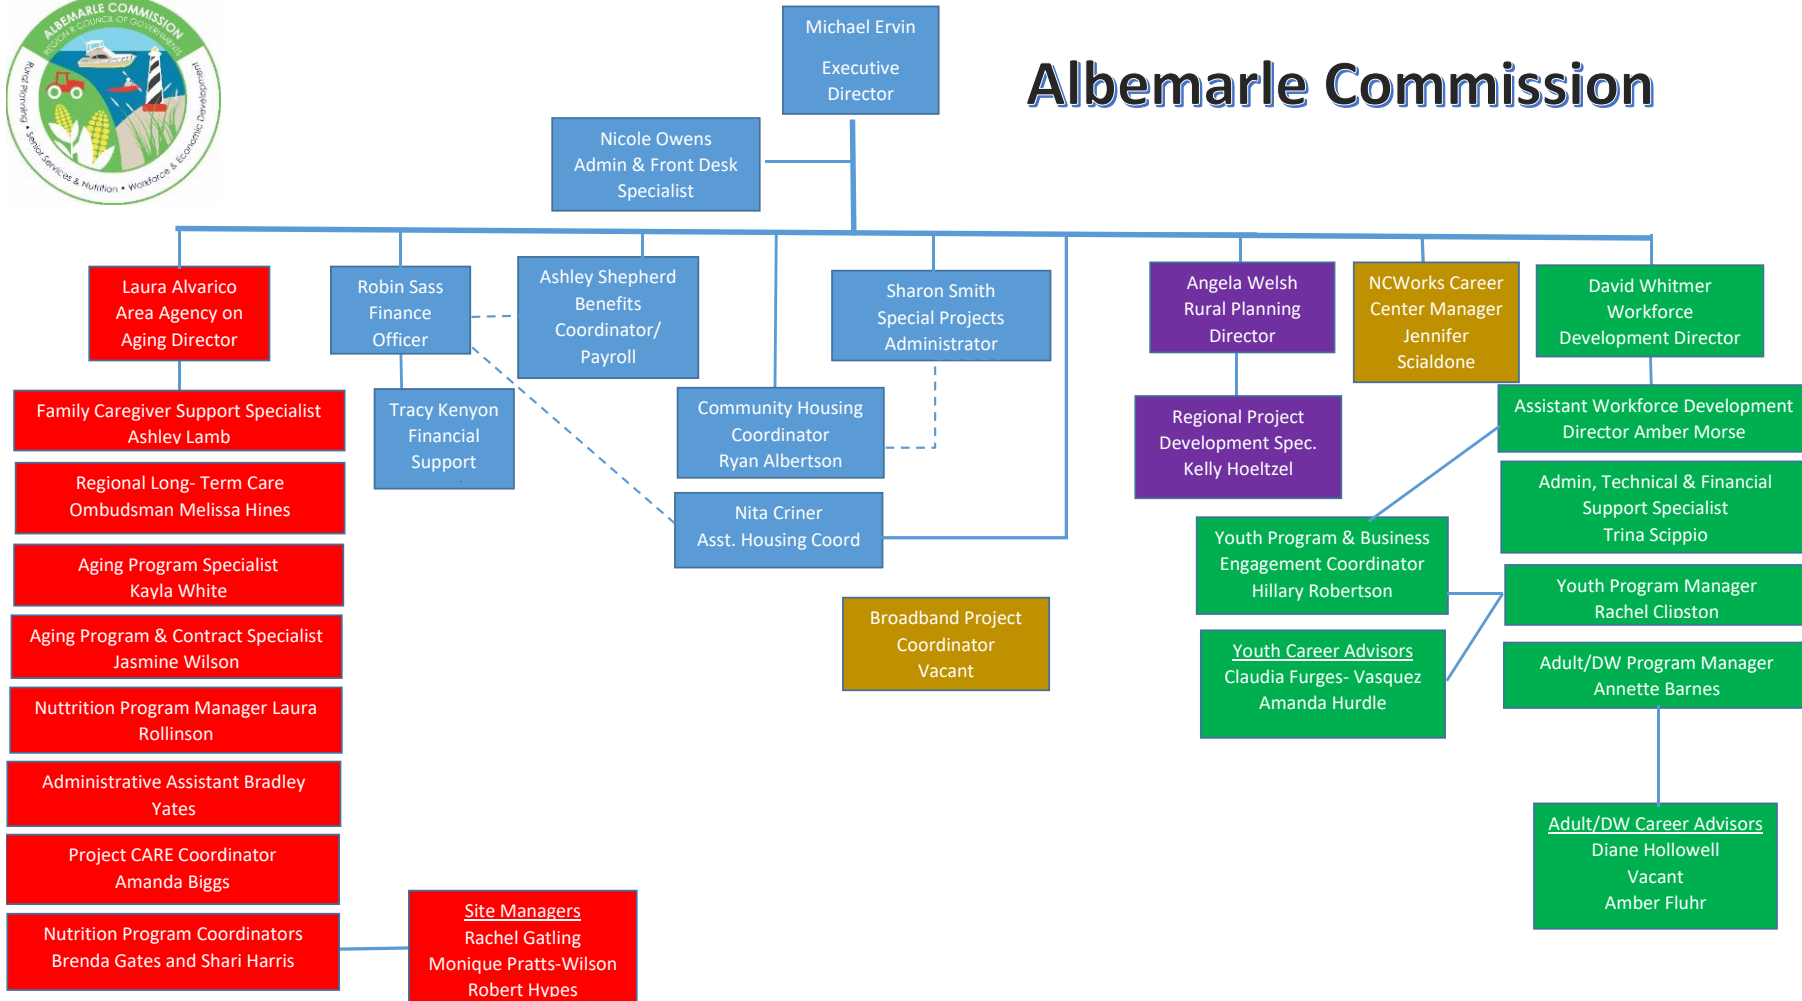 ALBEMARLE COMMISSION
REGION R COUNCIL OF GOVERNMENTS
Rural Planning • Senior Services & Nutrition • Workforce & Economic Development
Albemarle Commission
Michael Ervin
Executive
Director
Nicole Owens
Admin & Front Desk
Specialist
Laura Alvarico
Area Agency on
Aging Director
Robin Sass
Finance
Officer
Ashley Shepherd
Benefits
Coordinator/
Payroll
Sharon Smith
Special Projects
Administrator
Angela Welsh
Rural Planning
Director
NCWorks Career
Center Manager
Jennifer
Scialdone
David Whitmer
Workforce
Development Director
Family Caregiver Support Specialist
Ashley Lamb
Tracy Kenyon
Financial
Support
Community Housing
Coordinator
Ryan Albertson
Regional Project
Development Spec.
Kelly Hoeltzel
Assistant Workforce Development
Director Amber Morse
Regional Long- Term Care
Ombudsman Melissa Hines
Nita Criner
Asst. Housing Coord
Admin, Technical & Financial
Support Specialist
Trina Scippio
Aging Program Specialist
Kayla White
Youth Program & Business
Engagement Coordinator
Hillary Robertson
Youth Program Manager
Rachel Clipston
Aging Program & Contract Specialist
Jasmine Wilson
Broadband Project
Coordinator
Vacant
Youth Career Advisors
Claudia Furges- Vasquez
Amanda Hurdle
Adult/DW Program Manager
Annette Barnes
Nuttrition Program Manager Laura
Rollinson
Administrative Assistant Bradley
Yates
Adult/DW Career Advisors
Diane Hollowell
Vacant
Amber Fluhr
Project CARE Coordinator
Amanda Biggs
Nutrition Program Coordinators
Brenda Gates and Shari Harris
Site Managers
Rachel Gatling
Monique Pratts-Wilson
Robert Hypes